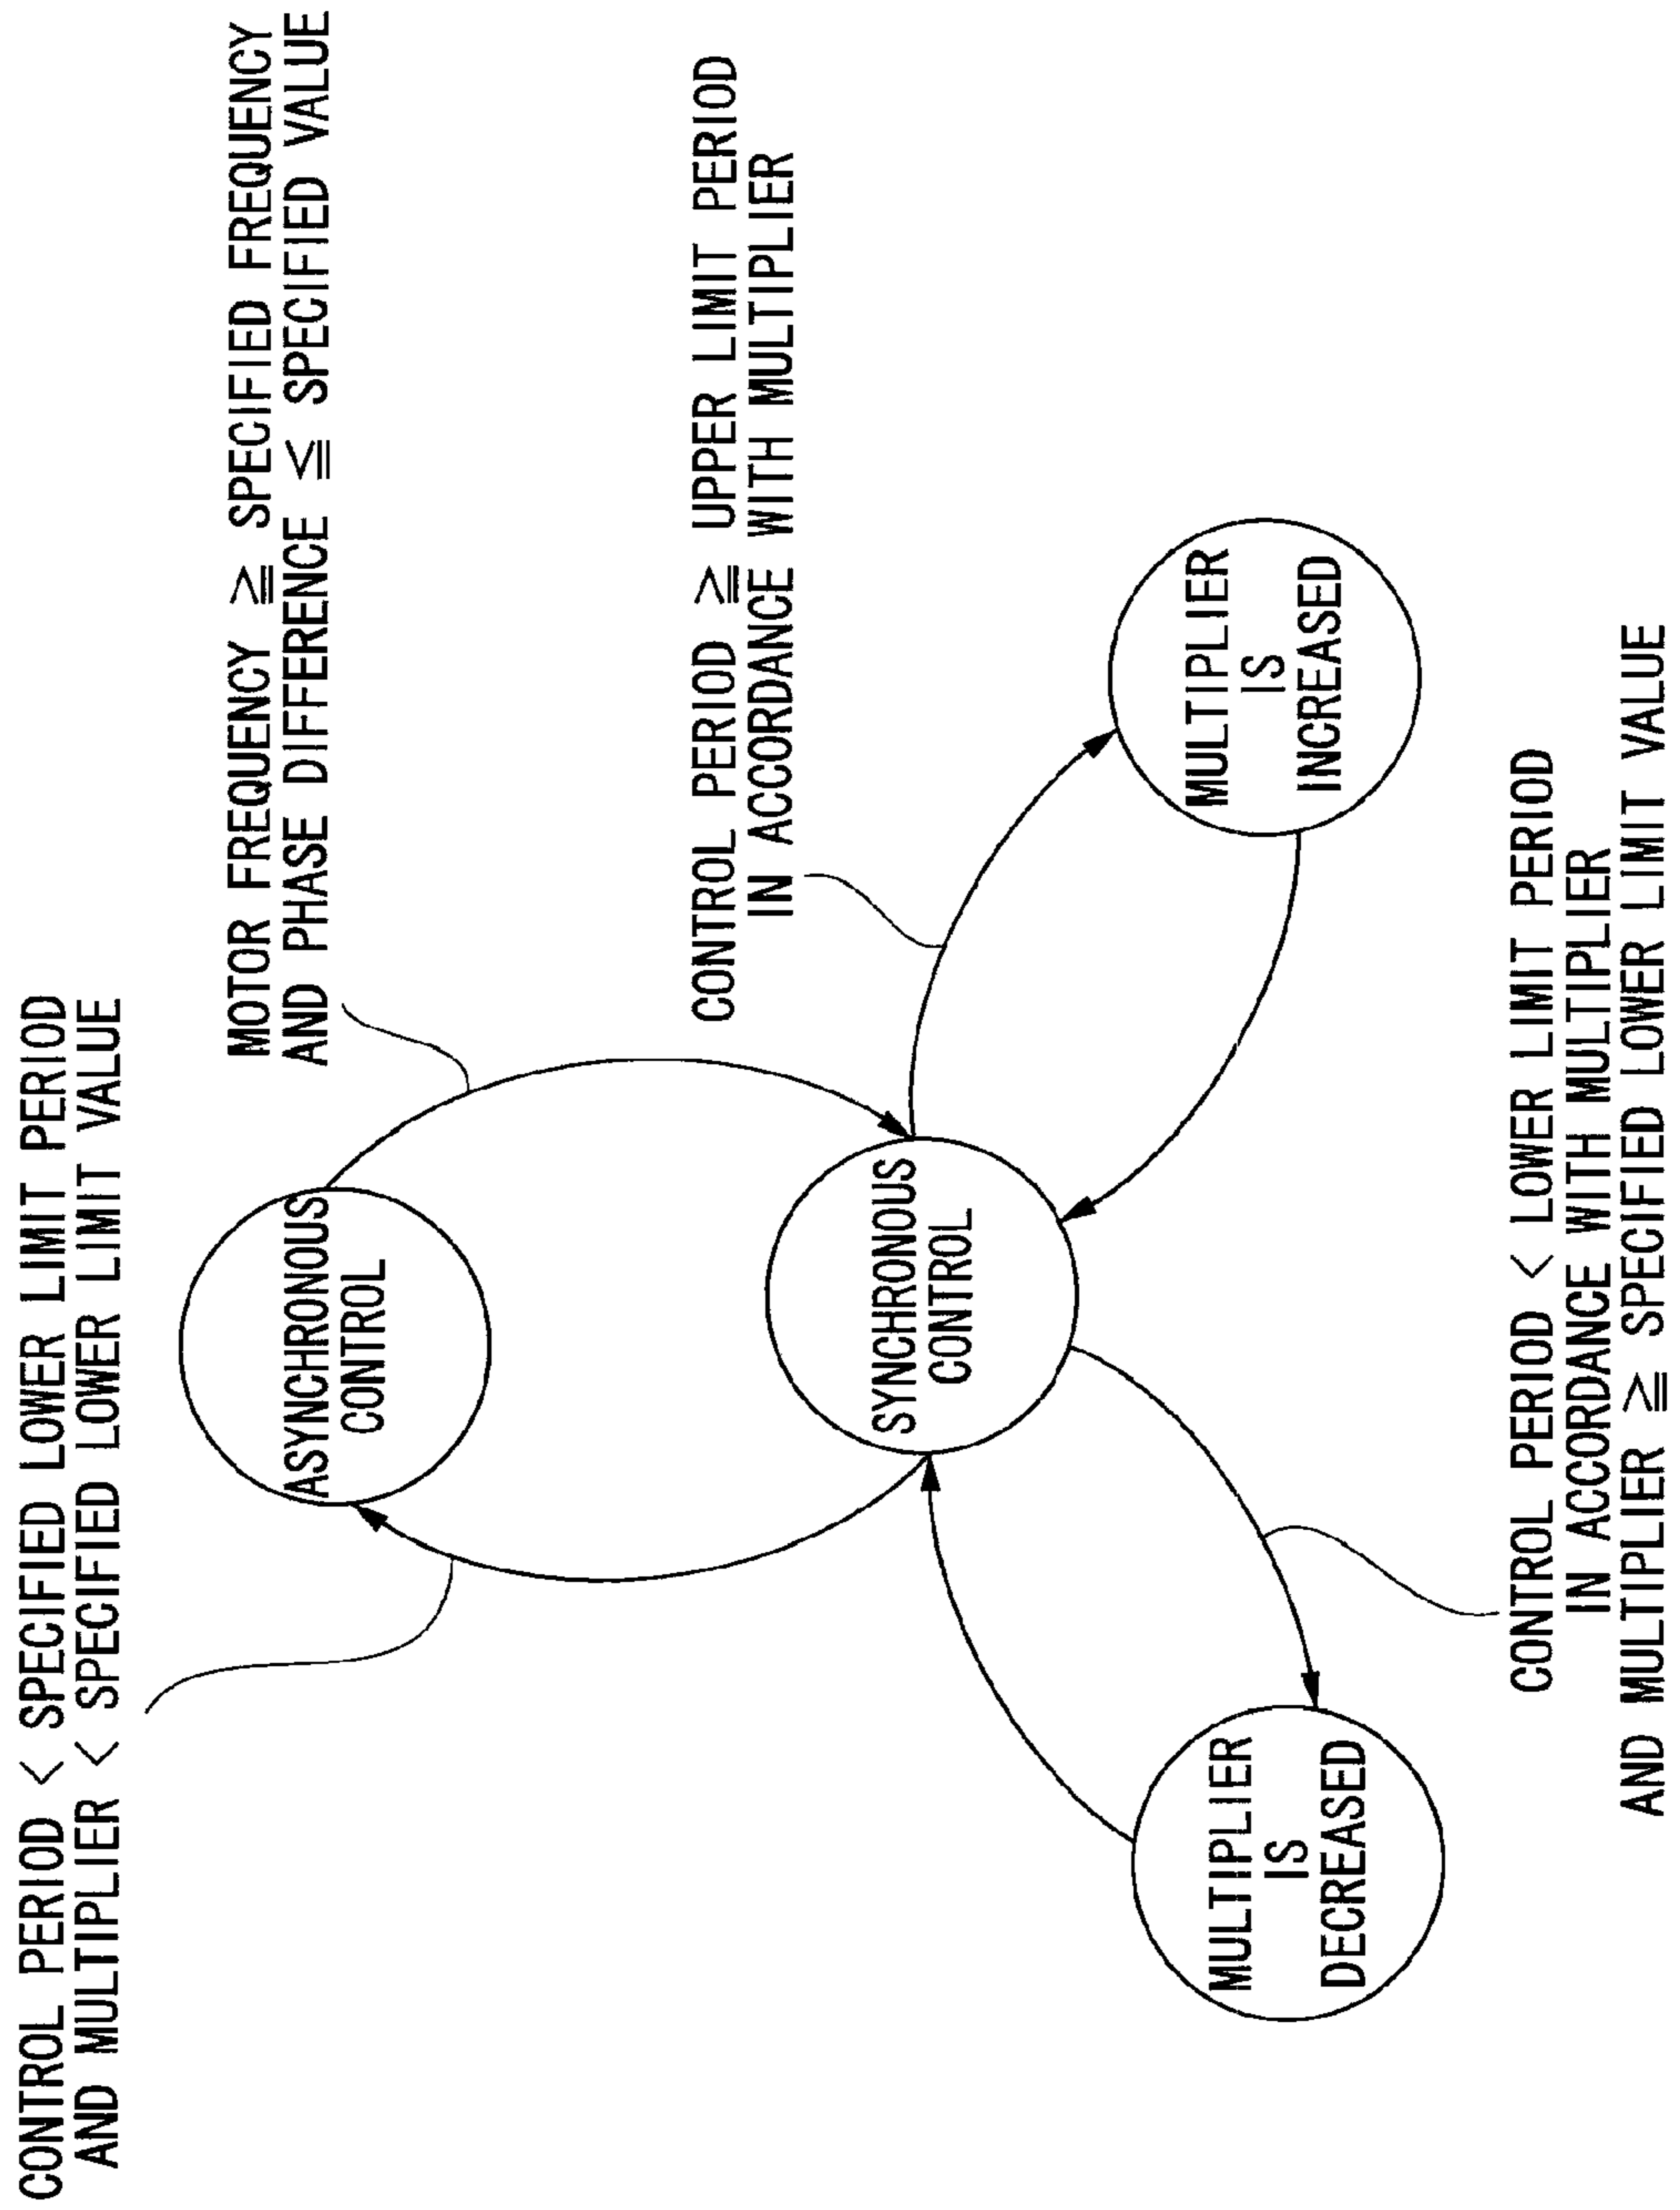 CONTROL PERIOD < SPECIFIED LOWER LIMIT PERIOD
AND MULTIPLIER < SPECIFIED LOWER LIMIT VALUE
MOTOR FREQUENCY ≧ SPECIFIED FREQUENCY
AND PHASE DIFFERENCE ≦ SPECIFIED VALUE
ASYNCHRONOUS
CONTROL
CONTROL PERIOD ≧ UPPER LIMIT PERIOD
IN ACCORDANCE WITH MULTIPLIER
SYNCHRONOUS
CONTROL
MULTIPLIER
IS
INCREASED
MULTIPLIER
IS
DECREASED
CONTROL PERIOD < LOWER LIMIT PERIOD
IN ACCORDANCE WITH MULTIPLIER
AND MULTIPLIER ≧ SPECIFIED LOWER LIMIT VALUE